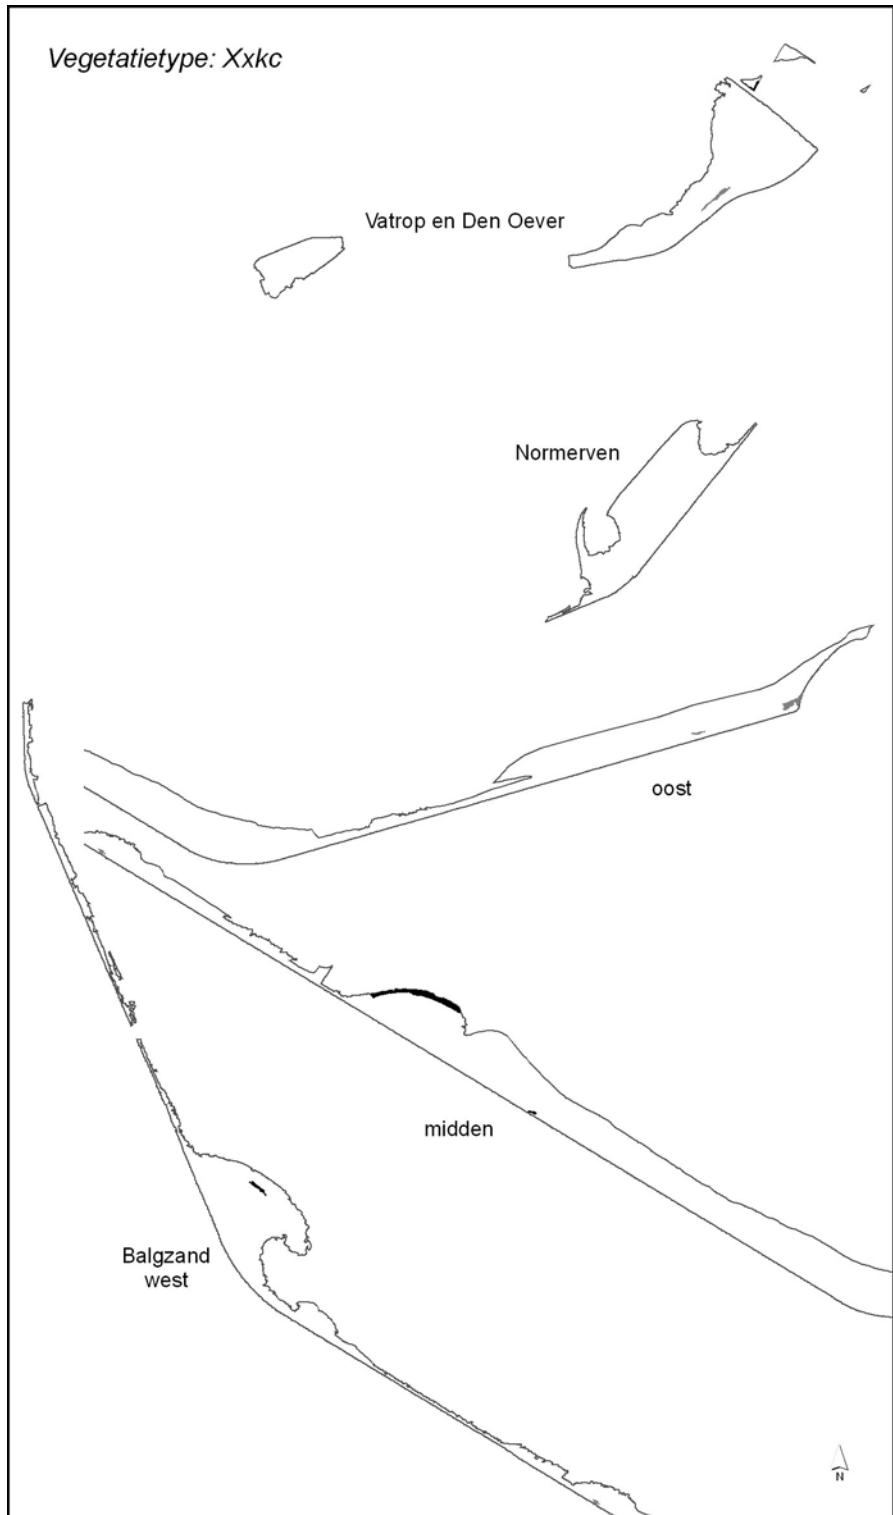 Vegetatietype: Xxkc
Vatrop en Den Oever
Normerven
oost
midden
Balgzand
west
N